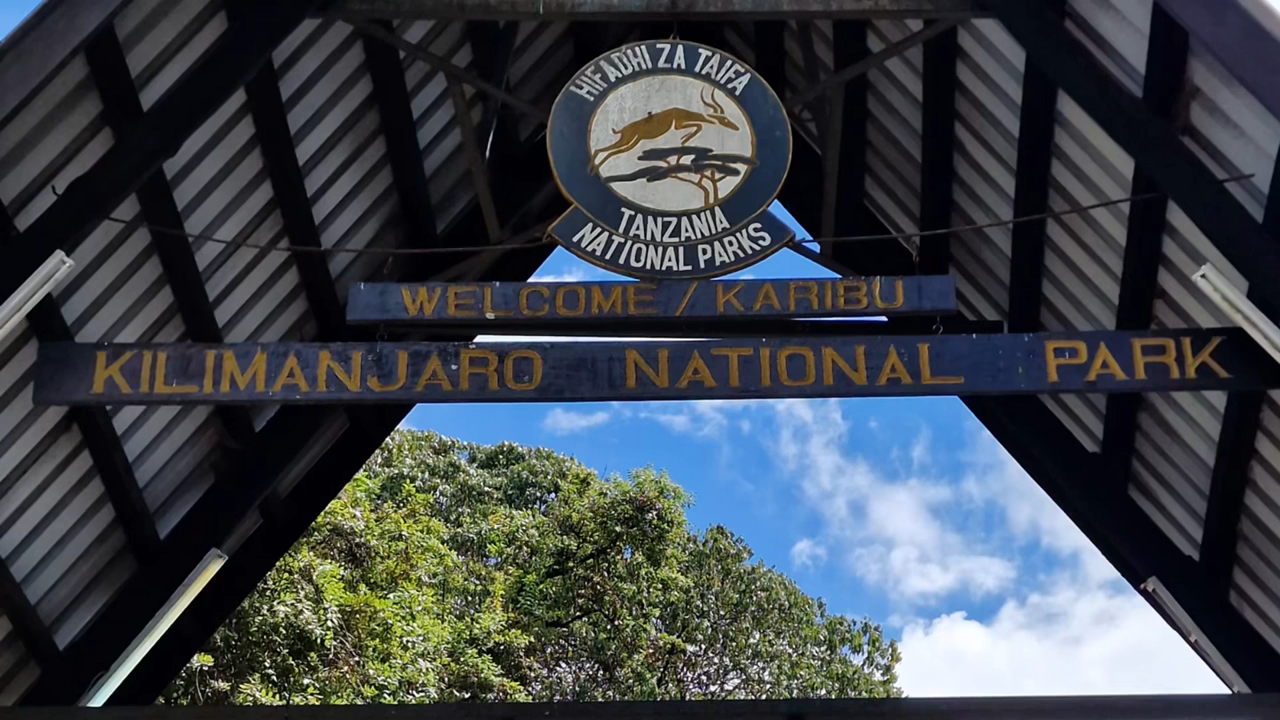 HIFADHI ZA TAIFA
TANZANIA
NATIONAL PARKS
WELCOME / KARIBU
KILIMANJARO NATIONAL PARK